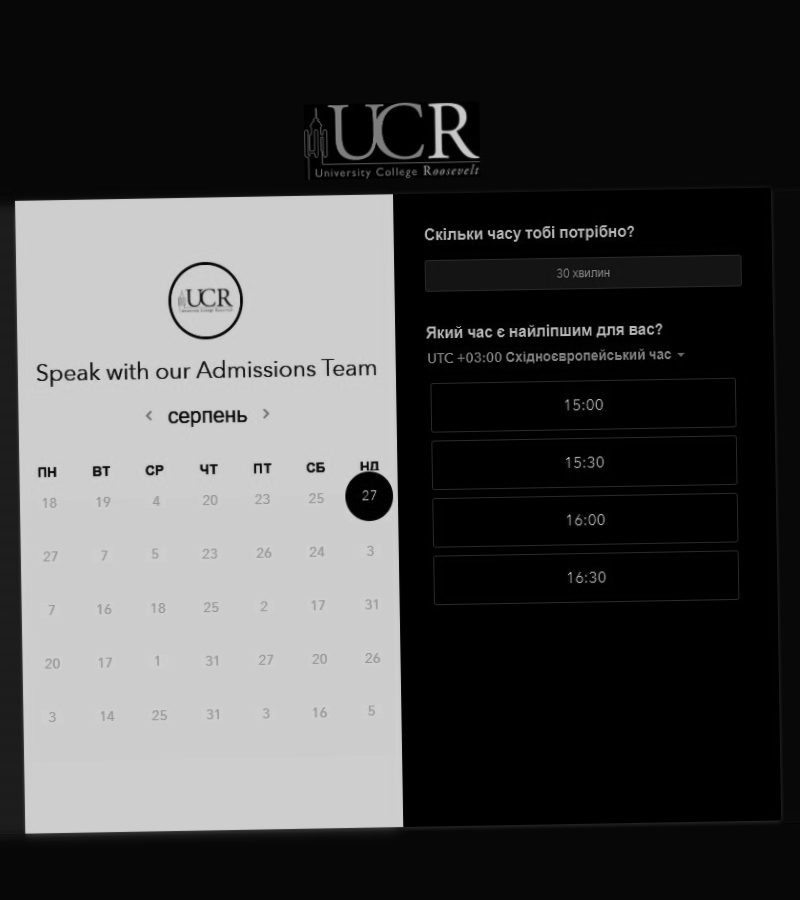 UCR
University College Roosevelt
UCR
University College Roosevelt
Speak with our Admissions Team
серпень
ПН ВТ СР ЧТ ПТ СБ НД
18 19 4 20 23 25 27
27 7 5 23 26 24 3
7 16 18 25 2 17 31
20 17 1 31 27 20 26
3 14 25 31 3 16 5
Скільки часу тобі потрібно?
30 хвилин
Який час є найліпшим для вас?
UTC +03:00 Східноєвропейський час
15:00
15:30
16:00
16:30